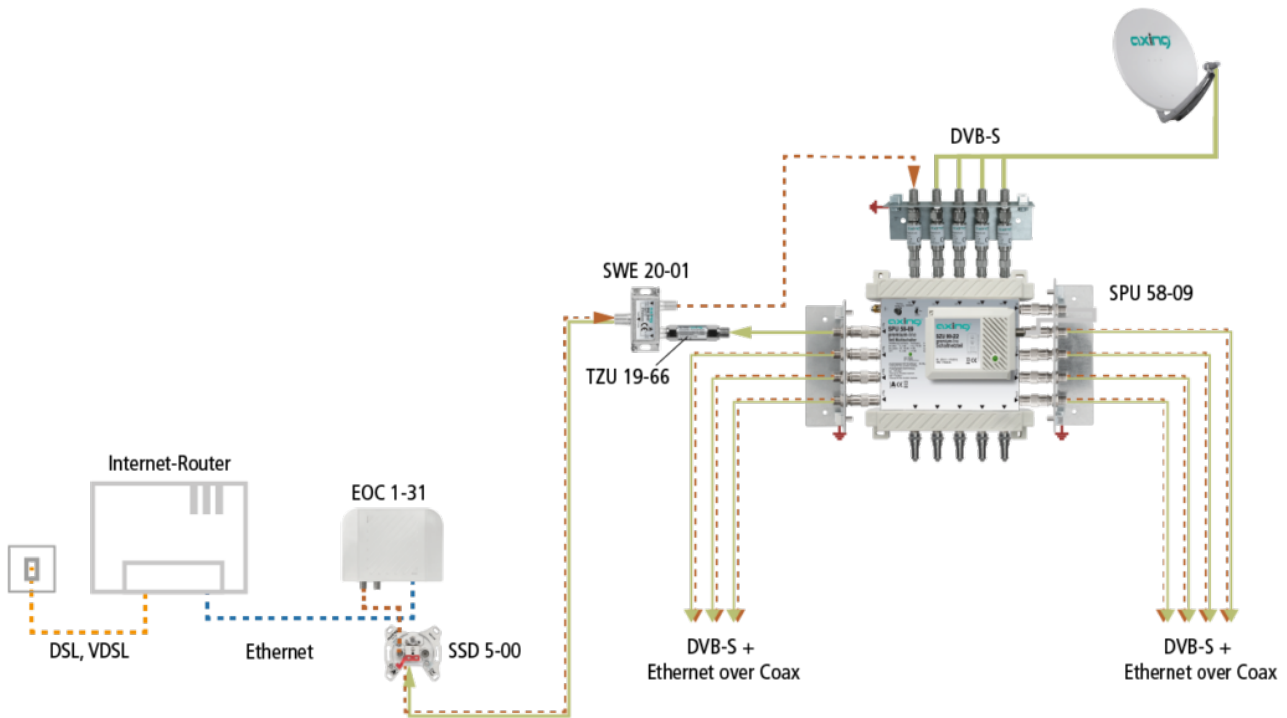 axing
DVB-S
SWE 20-01
SPU 58-09
TZU 19-66
axing
axing
Internet-Router
EOC 1-31
DSL, VDSL
Ethernet
SSD 5-00
DVB-S +
Ethernet over Coax
DVB-S +
Ethernet over Coax